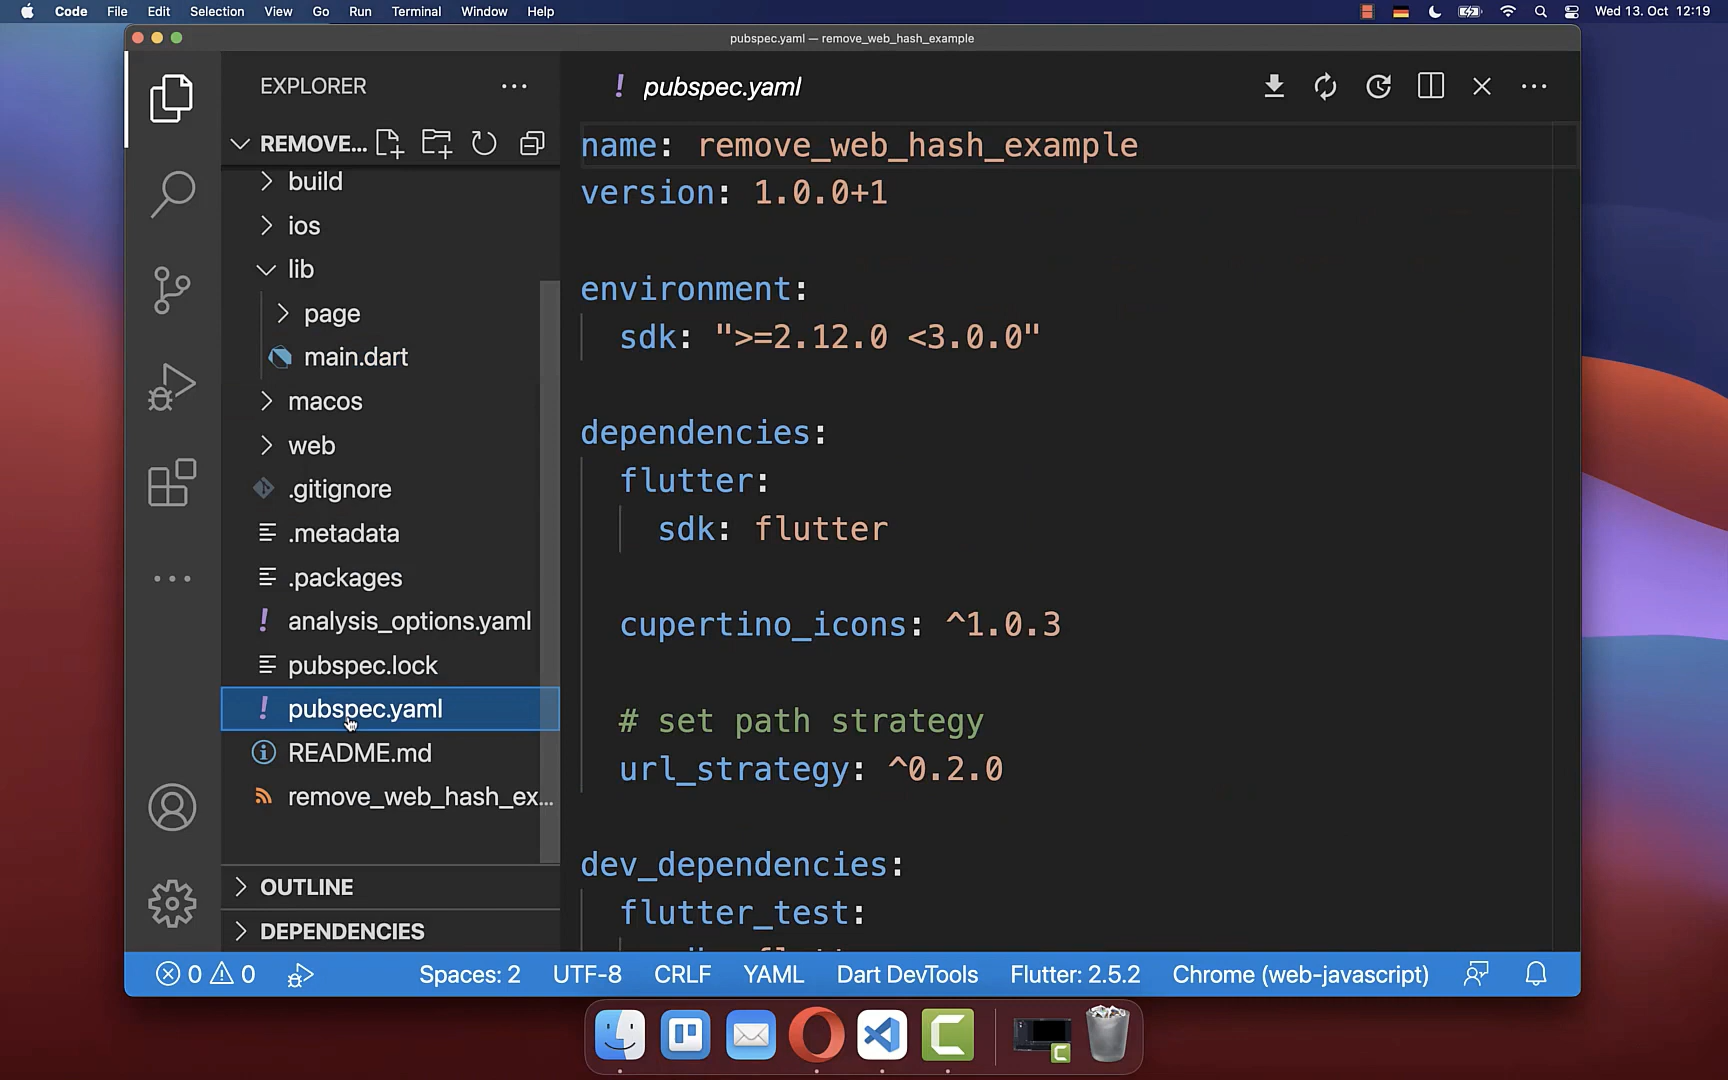 Code File Edit Selection View Go Run Terminal Window Help
Wed 13. Oct 12:19
pubspec.yaml — remove_web_hash_example
EXPLORER
REMOVE...
build
ios
lib
page
main.dart
macos
web
.gitignore
.metadata
.packages
! analysis_options.yaml
pubspec.lock
! pubspec.yaml
README.md
remove_web_hash_ex...
OUTLINE
DEPENDENCIES
! pubspec.yaml
name: remove_web_hash_example
version: 1.0.0+1
environment:
sdk: ">=2.12.0 <3.0.0"
dependencies:
flutter:
sdk: flutter
cupertino_icons: ^1.0.3
# set path strategy
url_strategy: ^0.2.0
dev_dependencies:
flutter_test:
0 0 Spaces: 2 UTF-8 CRLF YAML Dart DevTools Flutter: 2.5.2 Chrome (web-javascript)